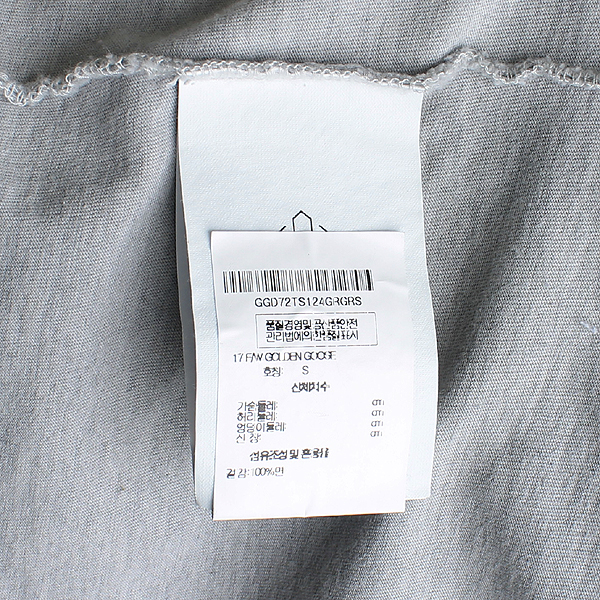 GGD72TS124GRGRS
품질경영및 공산품안전
관리법에의한 품질표시
17 F/W GOLDEN GOOSE
호칭: S
신체치수
가슴둘레: cm
허리둘레: cm
엉덩이둘레: cm
신 장: cm
섬유조성 및 혼용률
겉감:100%면